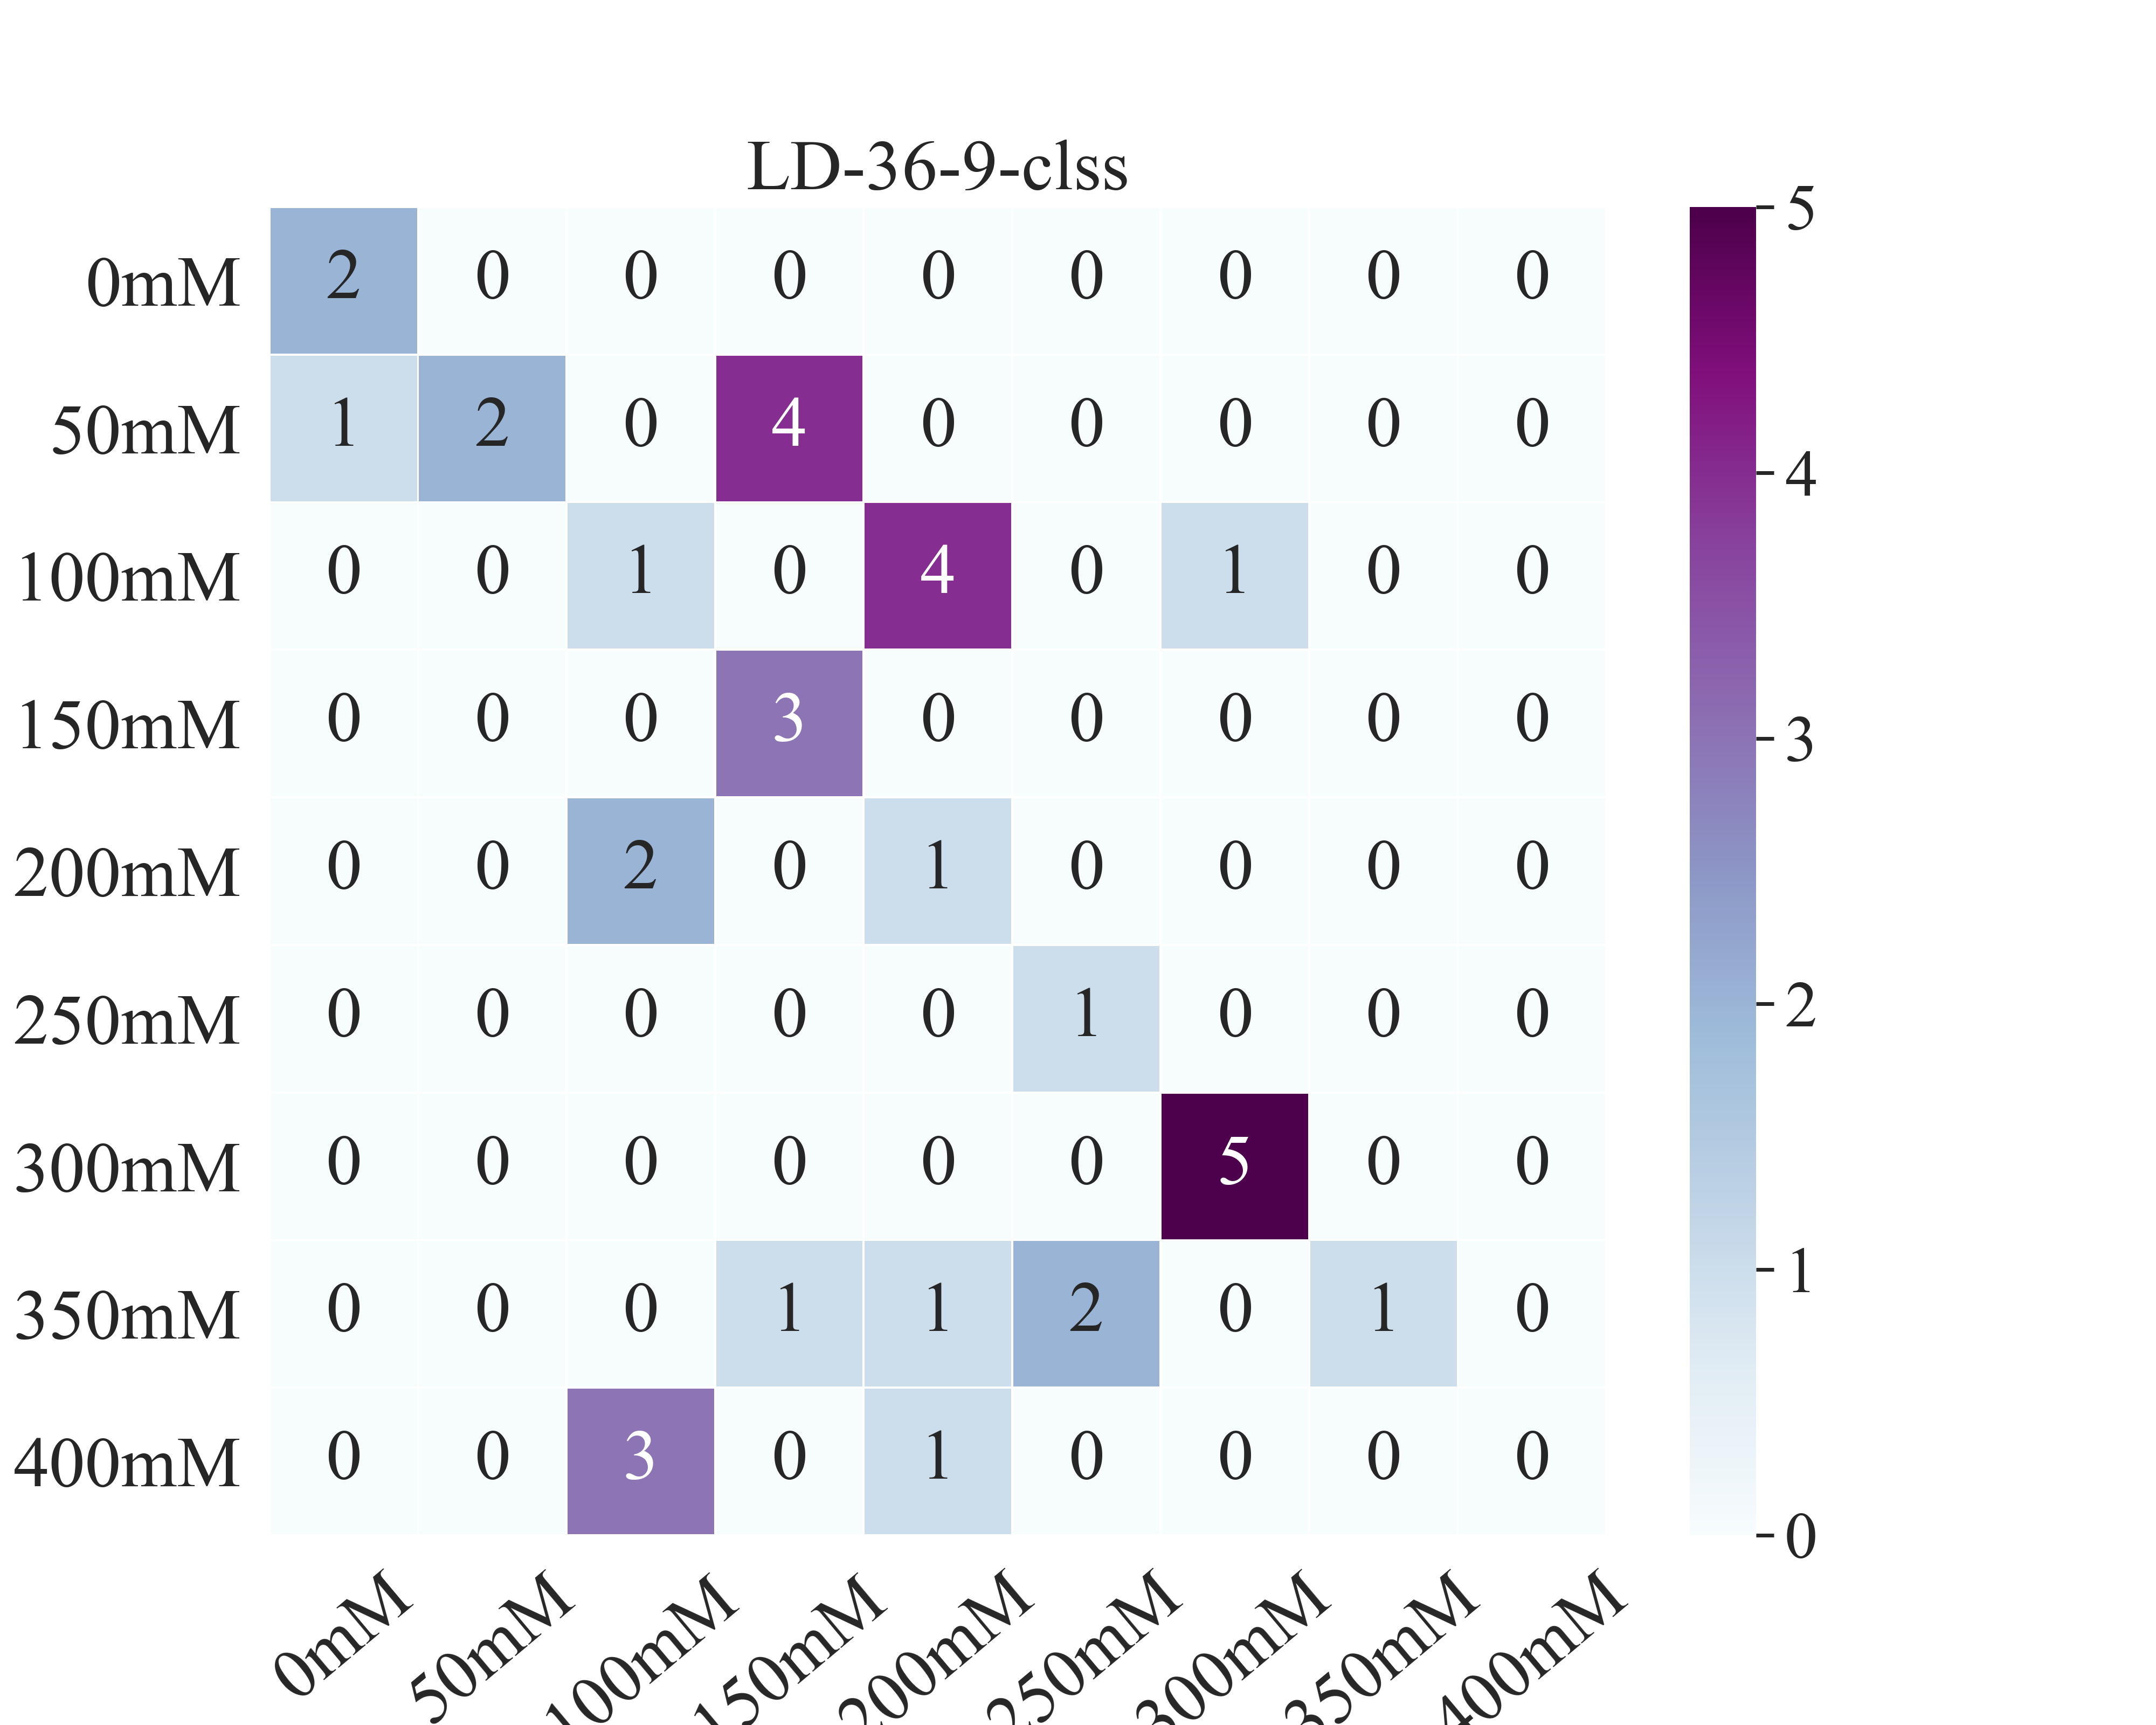 LD-36-9-clss
0mM 2 0 0 0 0 0 0 0 0
50mM 1 2 0 4 0 0 0 0 0
100mM 0 0 1 0 4 0 1 0 0
150mM 0 0 0 3 0 0 0 0 0
200mM 0 0 2 0 1 0 0 0 0
250mM 0 0 0 0 0 1 0 0 0
300mM 0 0 0 0 0 0 5 0 0
350mM 0 0 0 1 1 2 0 1 0
400mM 0 0 3 0 1 0 0 0 0
0mM 50mM 100mM 150mM 200mM 250mM 300mM 350mM 400mM
5
4
3
2
1
0